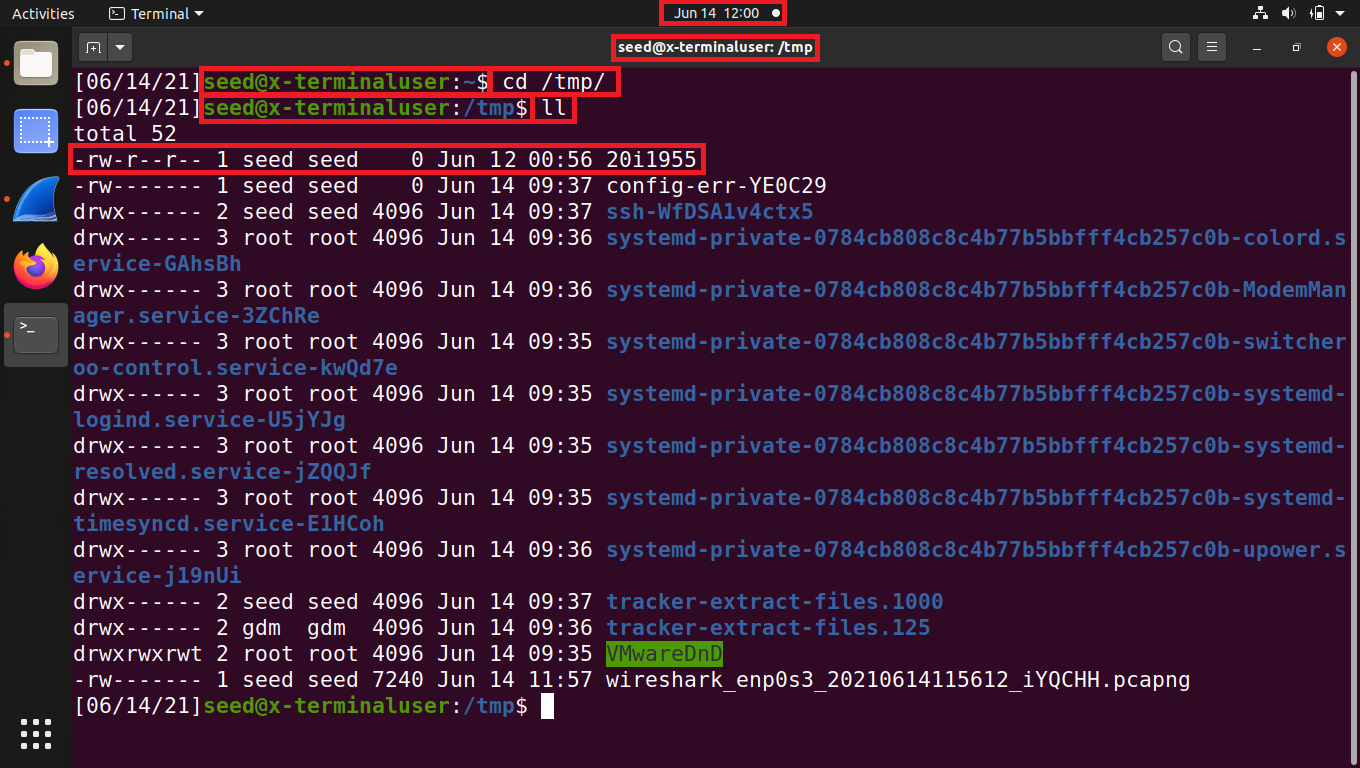 Activities Terminal Jun 14 12:00
seed@x-terminaluser: /tmp
[06/14/21]seed@x-terminaluser:~$ cd /tmp/
[06/14/21]seed@x-terminaluser:/tmp$ ll
total 52
-rw-r--r-- 1 seed seed    0 Jun 12 00:56 20i1955
-rw------- 1 seed seed    0 Jun 14 09:37 config-err-YE0C29
drwx------ 2 seed seed 4096 Jun 14 09:37 ssh-WfDSA1v4ctx5
drwx------ 3 root root 4096 Jun 14 09:36 systemd-private-0784cb808c8c4b77b5bbfff4cb257c0b-colord.s
ervice-GAhsBh
drwx------ 3 root root 4096 Jun 14 09:36 systemd-private-0784cb808c8c4b77b5bbfff4cb257c0b-ModemMan
ager.service-3ZChRe
drwx------ 3 root root 4096 Jun 14 09:35 systemd-private-0784cb808c8c4b77b5bbfff4cb257c0b-switcher
oo-control.service-kwQd7e
drwx------ 3 root root 4096 Jun 14 09:35 systemd-private-0784cb808c8c4b77b5bbfff4cb257c0b-systemd-
logind.service-U5jYJg
drwx------ 3 root root 4096 Jun 14 09:35 systemd-private-0784cb808c8c4b77b5bbfff4cb257c0b-systemd-
resolved.service-jZQQJf
drwx------ 3 root root 4096 Jun 14 09:35 systemd-private-0784cb808c8c4b77b5bbfff4cb257c0b-systemd-
timesyncd.service-E1HCoh
drwx------ 3 root root 4096 Jun 14 09:36 systemd-private-0784cb808c8c4b77b5bbfff4cb257c0b-upower.s
ervice-j19nUi
drwx------ 2 seed seed 4096 Jun 14 09:37 tracker-extract-files.1000
drwx------ 2 gdm  gdm  4096 Jun 14 09:36 tracker-extract-files.125
drwxrwxrwt 2 root root 4096 Jun 14 09:35 VMwareDnD
-rw------- 1 seed seed 7240 Jun 14 11:57 wireshark_enp0s3_20210614115612_iYQCHH.pcapng
[06/14/21]seed@x-terminaluser:/tmp$